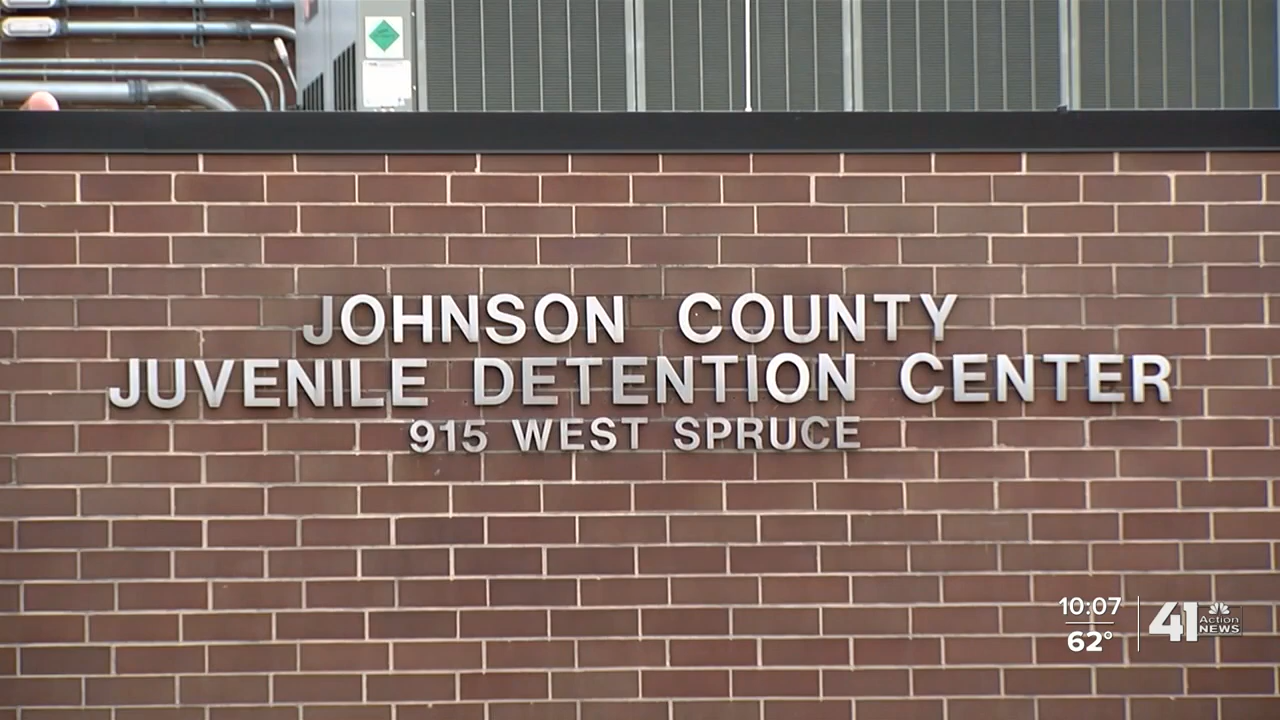 JOHNSON COUNTY
JUVENILE DETENTION CENTER
915 WEST SPRUCE
10:07
62°
41 Action NEWS